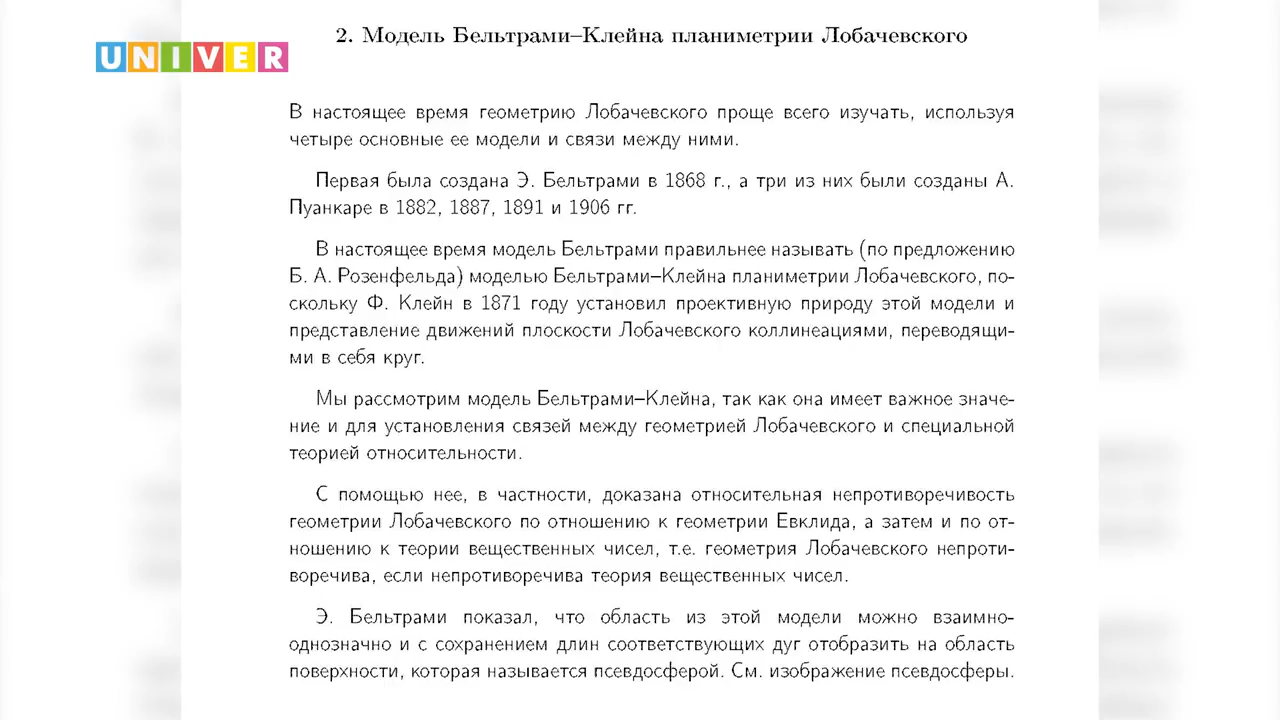 2. Модель Бельтрами–Клейна планиметрии Лобачевского
UNIVER
В настоящее время геометрию Лобачевского проще всего изучать, используя
четыре основные ее модели и связи между ними.
Первая была создана Э. Бельтрами в 1868 г., а три из них были созданы А.
Пуанкаре в 1882, 1887, 1891 и 1906 гг.
В настоящее время модель Бельтрами правильнее называть (по предложению
Б. А. Розенфельда) моделью Бельтрами–Клейна планиметрии Лобачевского, по-
скольку Ф. Клейн в 1871 году установил проективную природу этой модели и
представление движений плоскости Лобачевского коллинеациями, переводящи-
ми в себя круг.
Мы рассмотрим модель Бельтрами–Клейна, так как она имеет важное значе-
ние и для установления связей между геометрией Лобачевского и специальной
теорией относительности.
С помощью нее, в частности, доказана относительная непротиворечивость
геометрии Лобачевского по отношению к геометрии Евклида, а затем и по от-
ношению к теории вещественных чисел, т.е. геометрия Лобачевского непроти-
воречива, если непротиворечива теория вещественных чисел.
Э. Бельтрами показал, что область из этой модели можно взаимно-
однозначно и с сохранением длин соответствующих дуг отобразить на область
поверхности, которая называется псевдосферой. См. изображение псевдосферы.